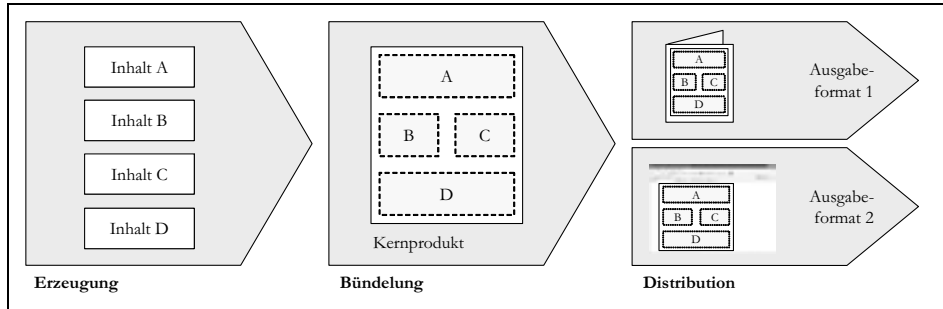 Inhalt A
Inhalt B
Inhalt C
Inhalt D
Erzeugung
A
B C
D
Kernprodukt
Bündelung
A
B C
D
Ausgabe-
format 1
A
B C
D
Ausgabe-
format 2
Distribution